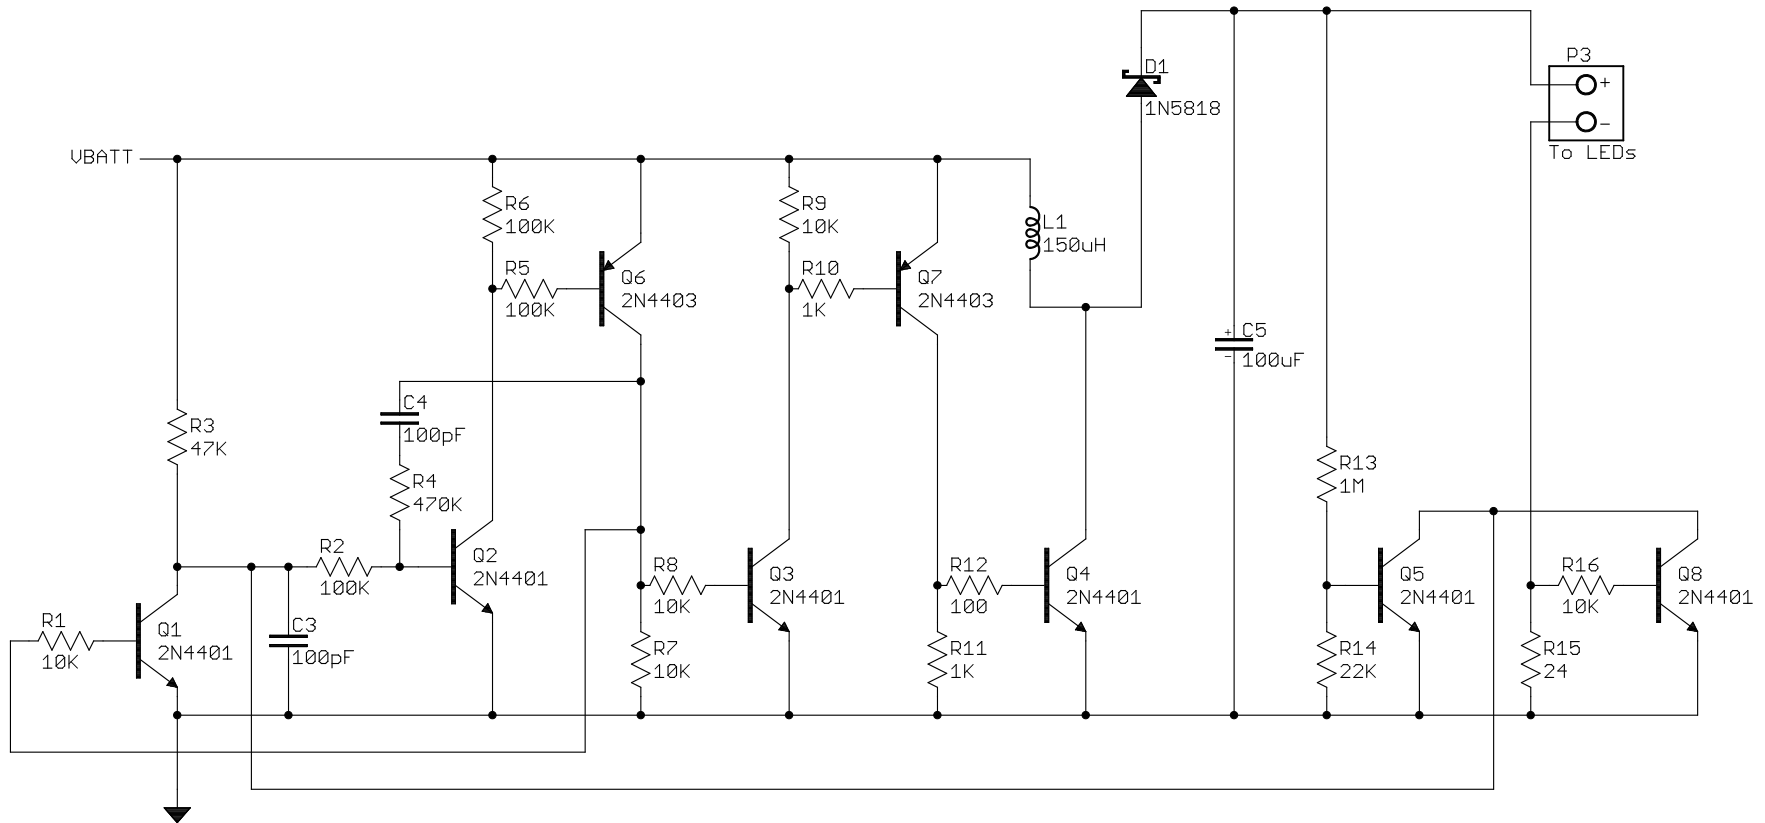 VBATT
D1
1N5818
P3
+
-
To LEDs
R6
100K
R5
100K
Q6
2N4403
R9
10K
R10
1K
Q7
2N4403
L1
150uH
+
C5
-
100uF
C4
100pF
R3
47K
R4
470K
R13
1M
R2
100K
Q2
2N4401
R8
10K
Q3
2N4401
R12
100
Q4
2N4401
Q5
2N4401
R16
10K
Q8
2N4401
R1
10K
Q1
2N4401
C3
100pF
R7
10K
R11
1K
R14
22K
R15
24